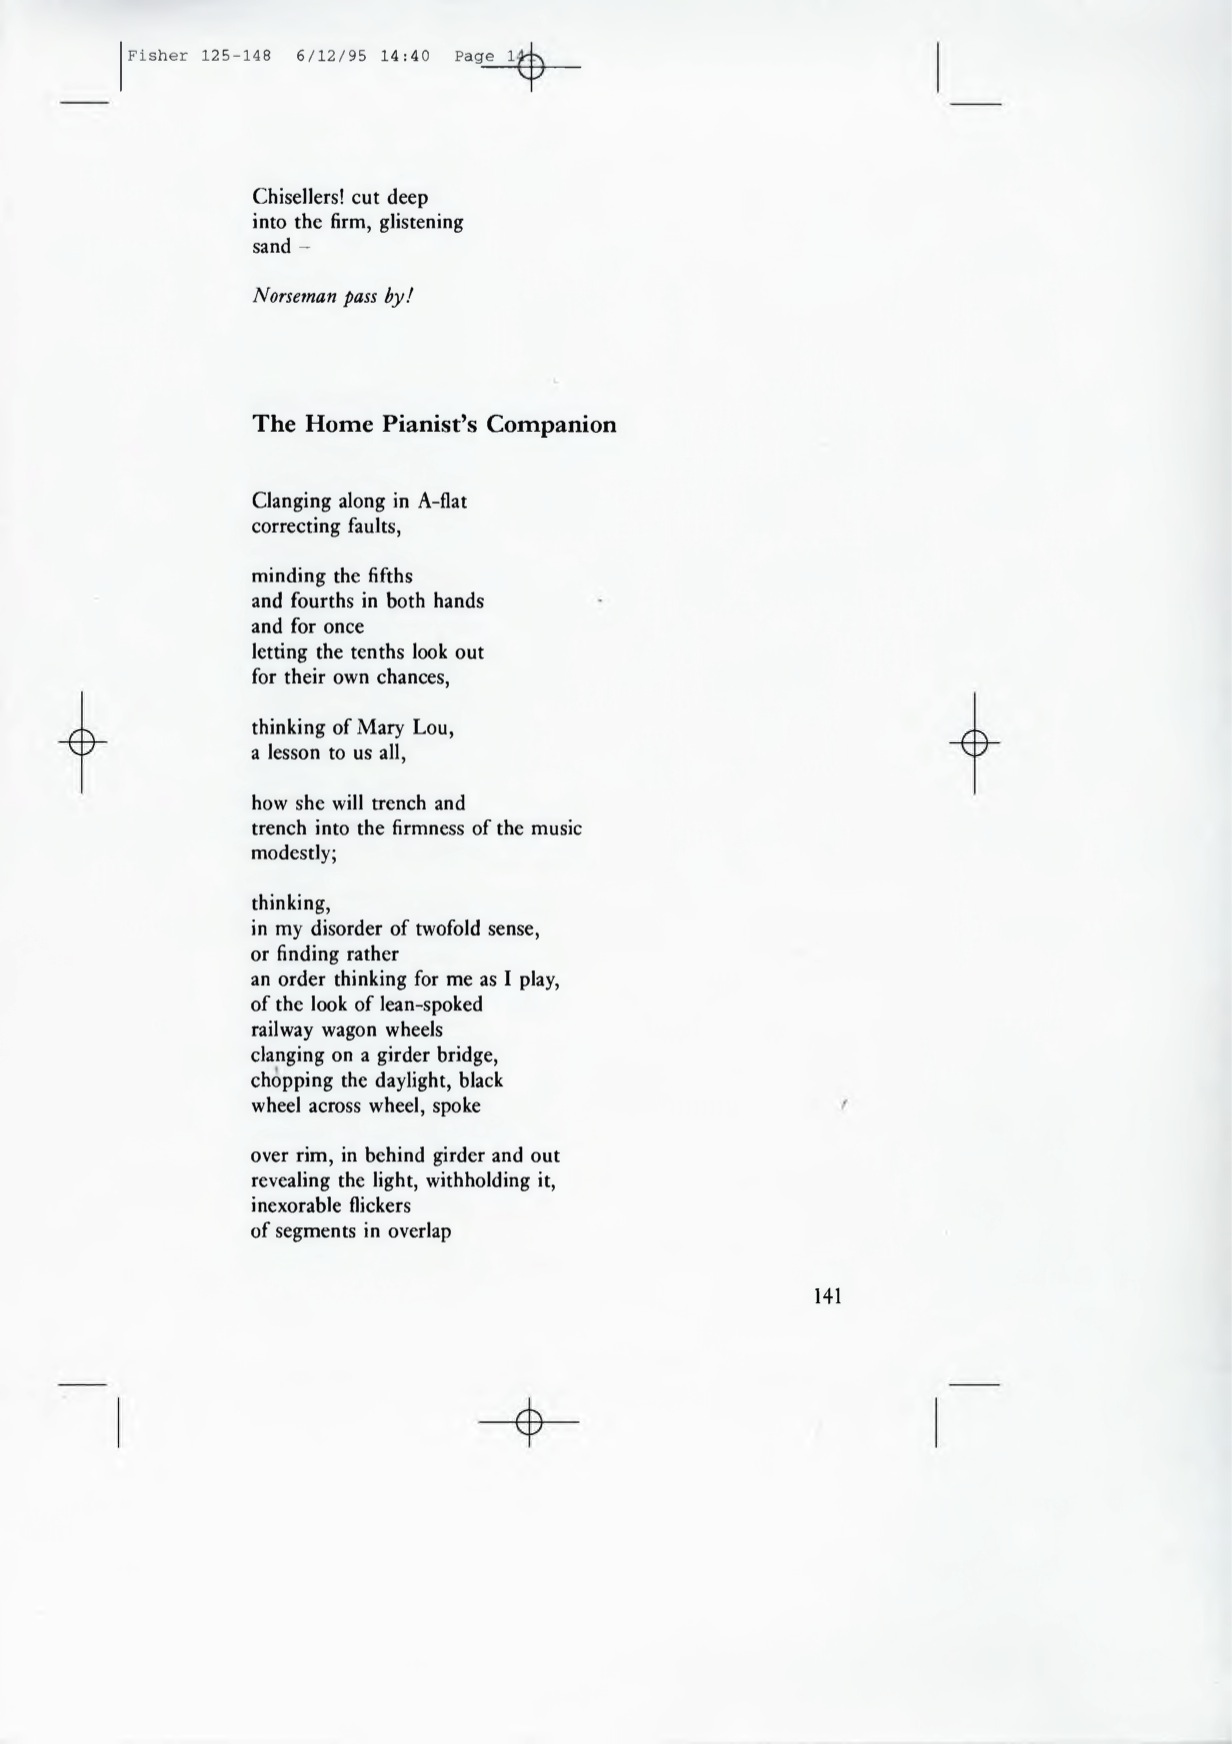 Fisher 125-148 6/12/95 14:40 Page
Chisellers! cut deep
into the firm, glistening
sand –
Norseman pass by!
The Home Pianist's Companion
Clanging along in A-flat
correcting faults,
minding the fifths
and fourths in both hands
and for once
letting the tenths look out
for their own chances,
thinking of Mary Lou,
a lesson to us all,
how she will trench and
trench into the firmness of the music
modestly;
thinking,
in my disorder of twofold sense,
or finding rather
an order thinking for me as I play,
of the look of lean-spoked
railway wagon wheels
clanging on a girder bridge,
chopping the daylight, black
wheel across wheel, spoke
over rim, in behind girder and out
revealing the light, withholding it,
inexorable flickers
of segments in overlap
141